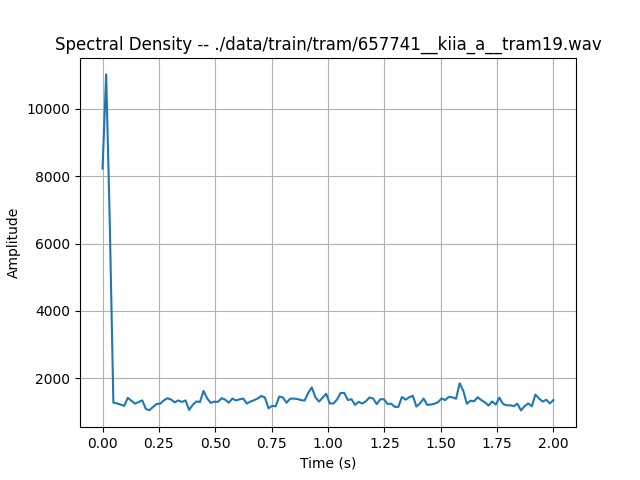 Spectral Density -- ./data/train/tram/657741__kiia_a__tram19.wav
10000
8000
6000
4000
2000
Amplitude
0.00 0.25 0.50 0.75 1.00 1.25 1.50 1.75 2.00
Time (s)